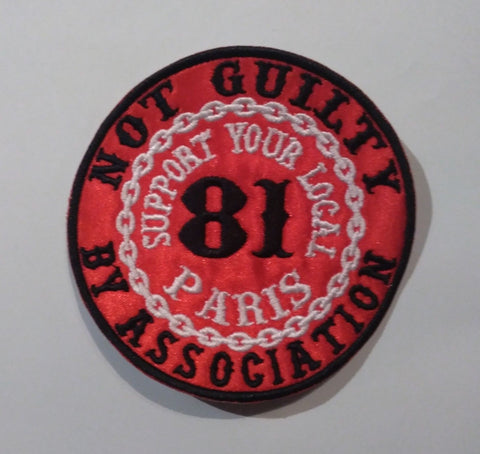 NOT GUILTY
BY ASSOCIATION
SUPPORT YOUR LOCAL
81
PARIS